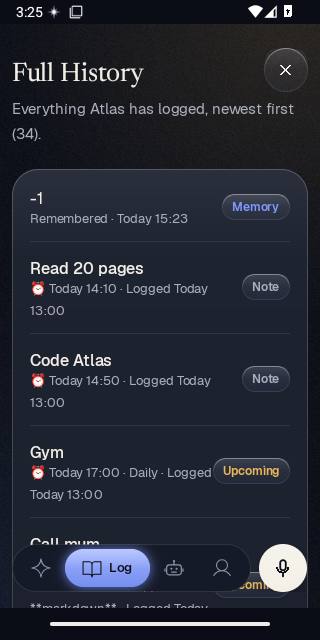 3:25
Full History
Everything Atlas has logged, newest first
(34).
-1
Remembered · Today 15:23
Memory
Read 20 pages
⏰ Today 14:10 · Logged Today
13:00
Note
Code Atlas
⏰ Today 14:50 · Logged Today
13:00
Note
Gym
⏰ Today 17:00 · Daily · Logged
Today 13:00
Upcoming
Call mum
Log
**markdown** · Logged Today